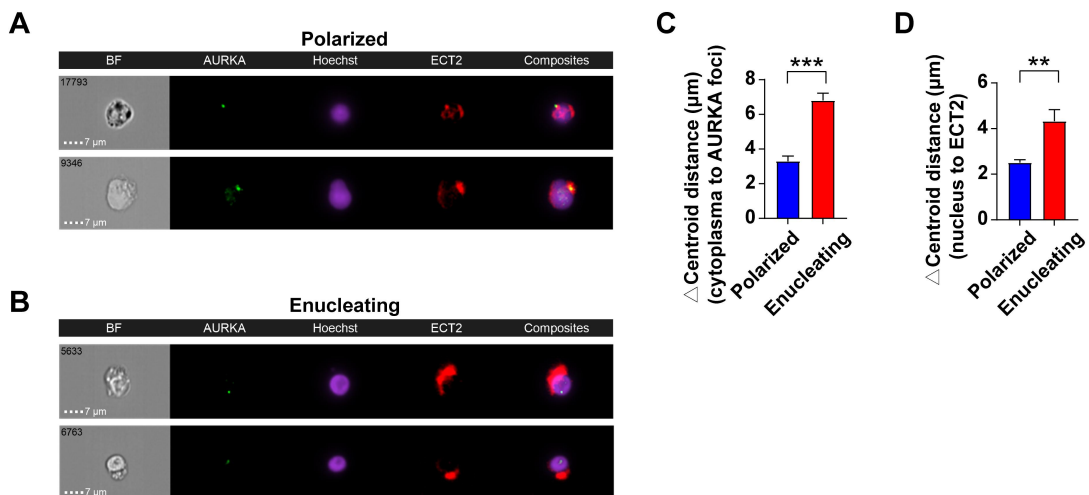 A
Polarized
BF AURKA Hoechst ECT2 Composites
17793
7 µm
9346
7 µm
B
Enucleating
BF AURKA Hoechst ECT2 Composites
5633
7 µm
6763
7 µm
C
△Centroid distance (µm)
(cytoplasma to AURKA foci)
8
6
4
2
0
***
Polarized
Enucleating
D
△Centroid distance (µm)
(nucleus to ECT2)
6
4
2
0
**
Polarized
Enucleating